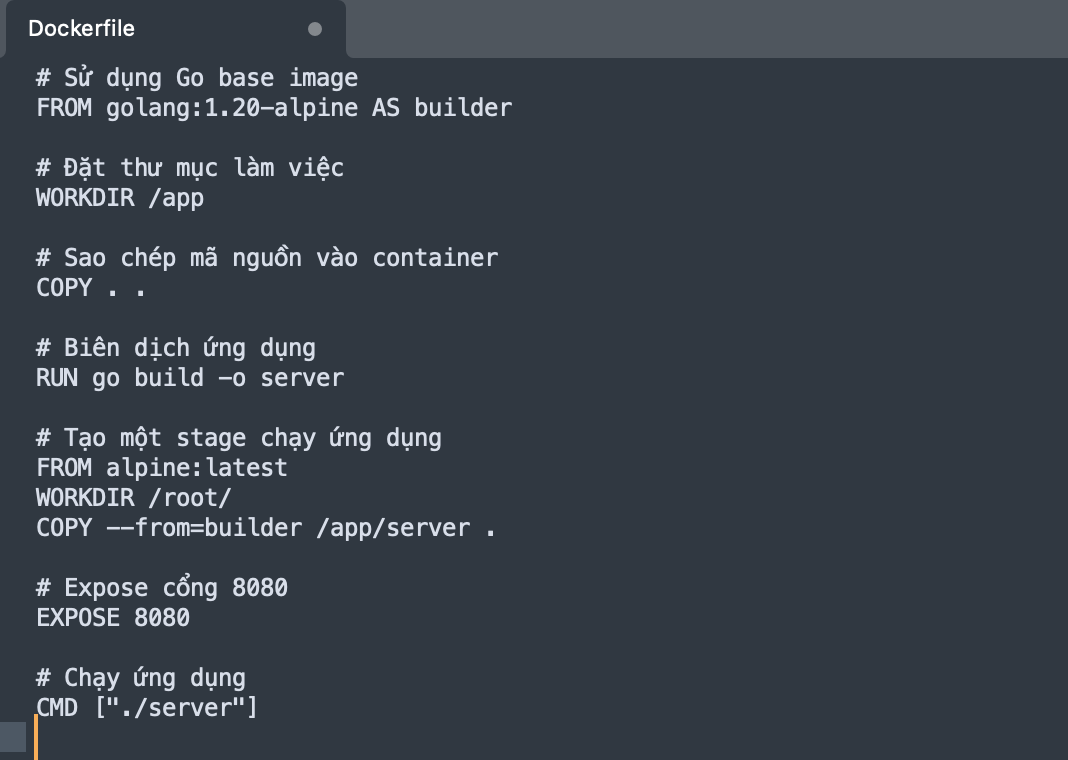 Dockerfile
# Sử dụng Go base image
FROM golang:1.20-alpine AS builder
# Đặt thư mục làm việc
WORKDIR /app
# Sao chép mã nguồn vào container
COPY . .
# Biên dịch ứng dụng
RUN go build -o server
# Tạo một stage chạy ứng dụng
FROM alpine:latest
WORKDIR /root/
COPY --from=builder /app/server .
# Expose cổng 8080
EXPOSE 8080
# Chạy ứng dụng
CMD ["./server"]